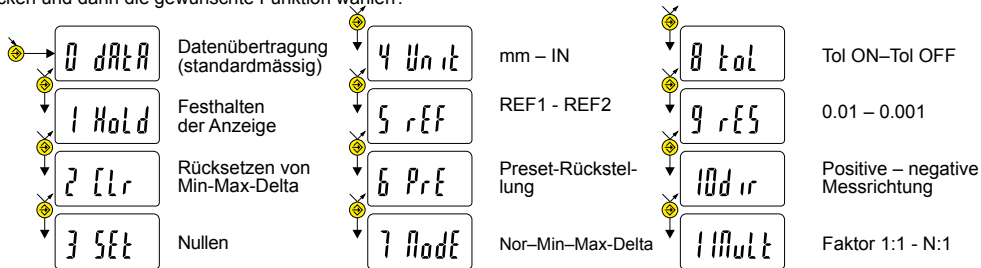 cken und dann die gewünschte Funktion wählen:
0 dAtA
Datenübertragung
(standardmässig)
1 Hold
Festhalten
der Anzeige
2 CLr
Rücksetzen von
Min-Max-Delta
3 SEt
Nullen
4 Unit
mm – IN
5 rEF
REF1 - REF2
6 PrE
Preset-Rückstel-
lung
7 ModE
Nor–Min–Max-Delta
8 toL
Tol ON–Tol OFF
9 rES
0.01 – 0.001
10dir
Positive – negative
Messrichtung
11Mult
Faktor 1:1 - N:1